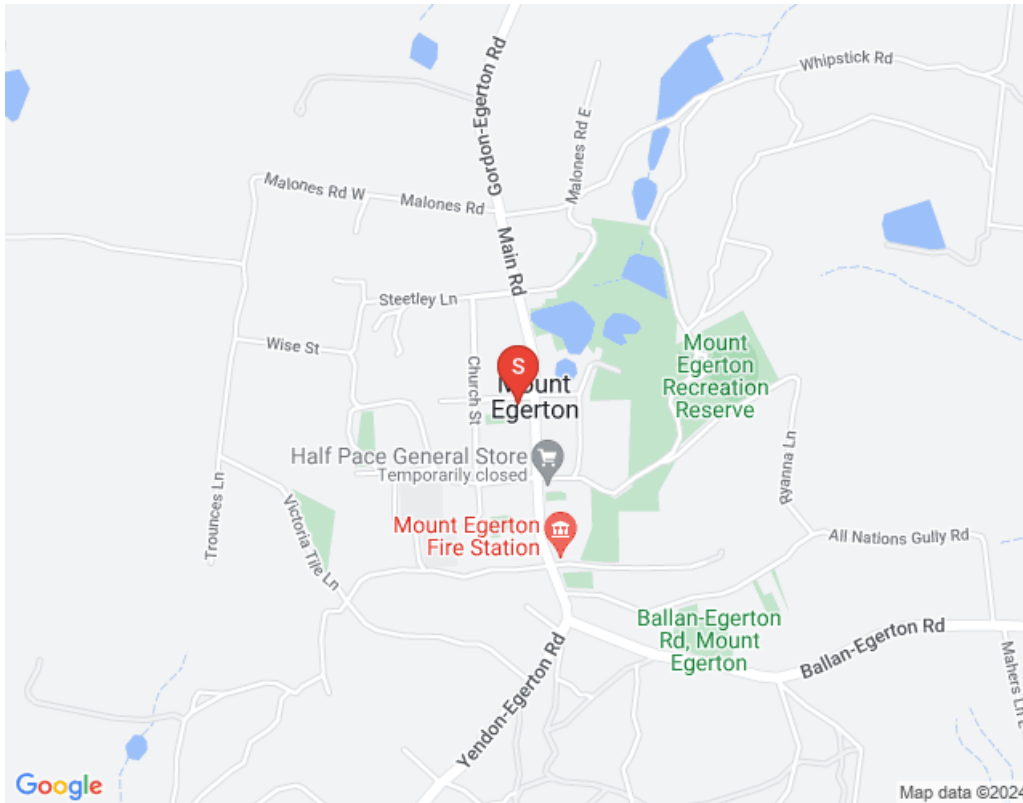 Gordon-Egerton Rd
Whipstick Rd
Malones Rd E
Malones Rd W
Malones Rd
Main Rd
Steetley Ln
Wise St
Church St
S
Mount
Egerton
Mount
Egerton
Recreation
Reserve
Half Pace General Store
Temporarily closed
Ryanna Ln
Trounces Ln
Victoria Tile Ln
Mount Egerton
Fire Station
All Nations Gully Rd
Ballan-Egerton
Rd, Mount
Egerton
Ballan-Egerton Rd
Yendon-Egerton Rd
Mahers Ln E
Google
Map data ©2024